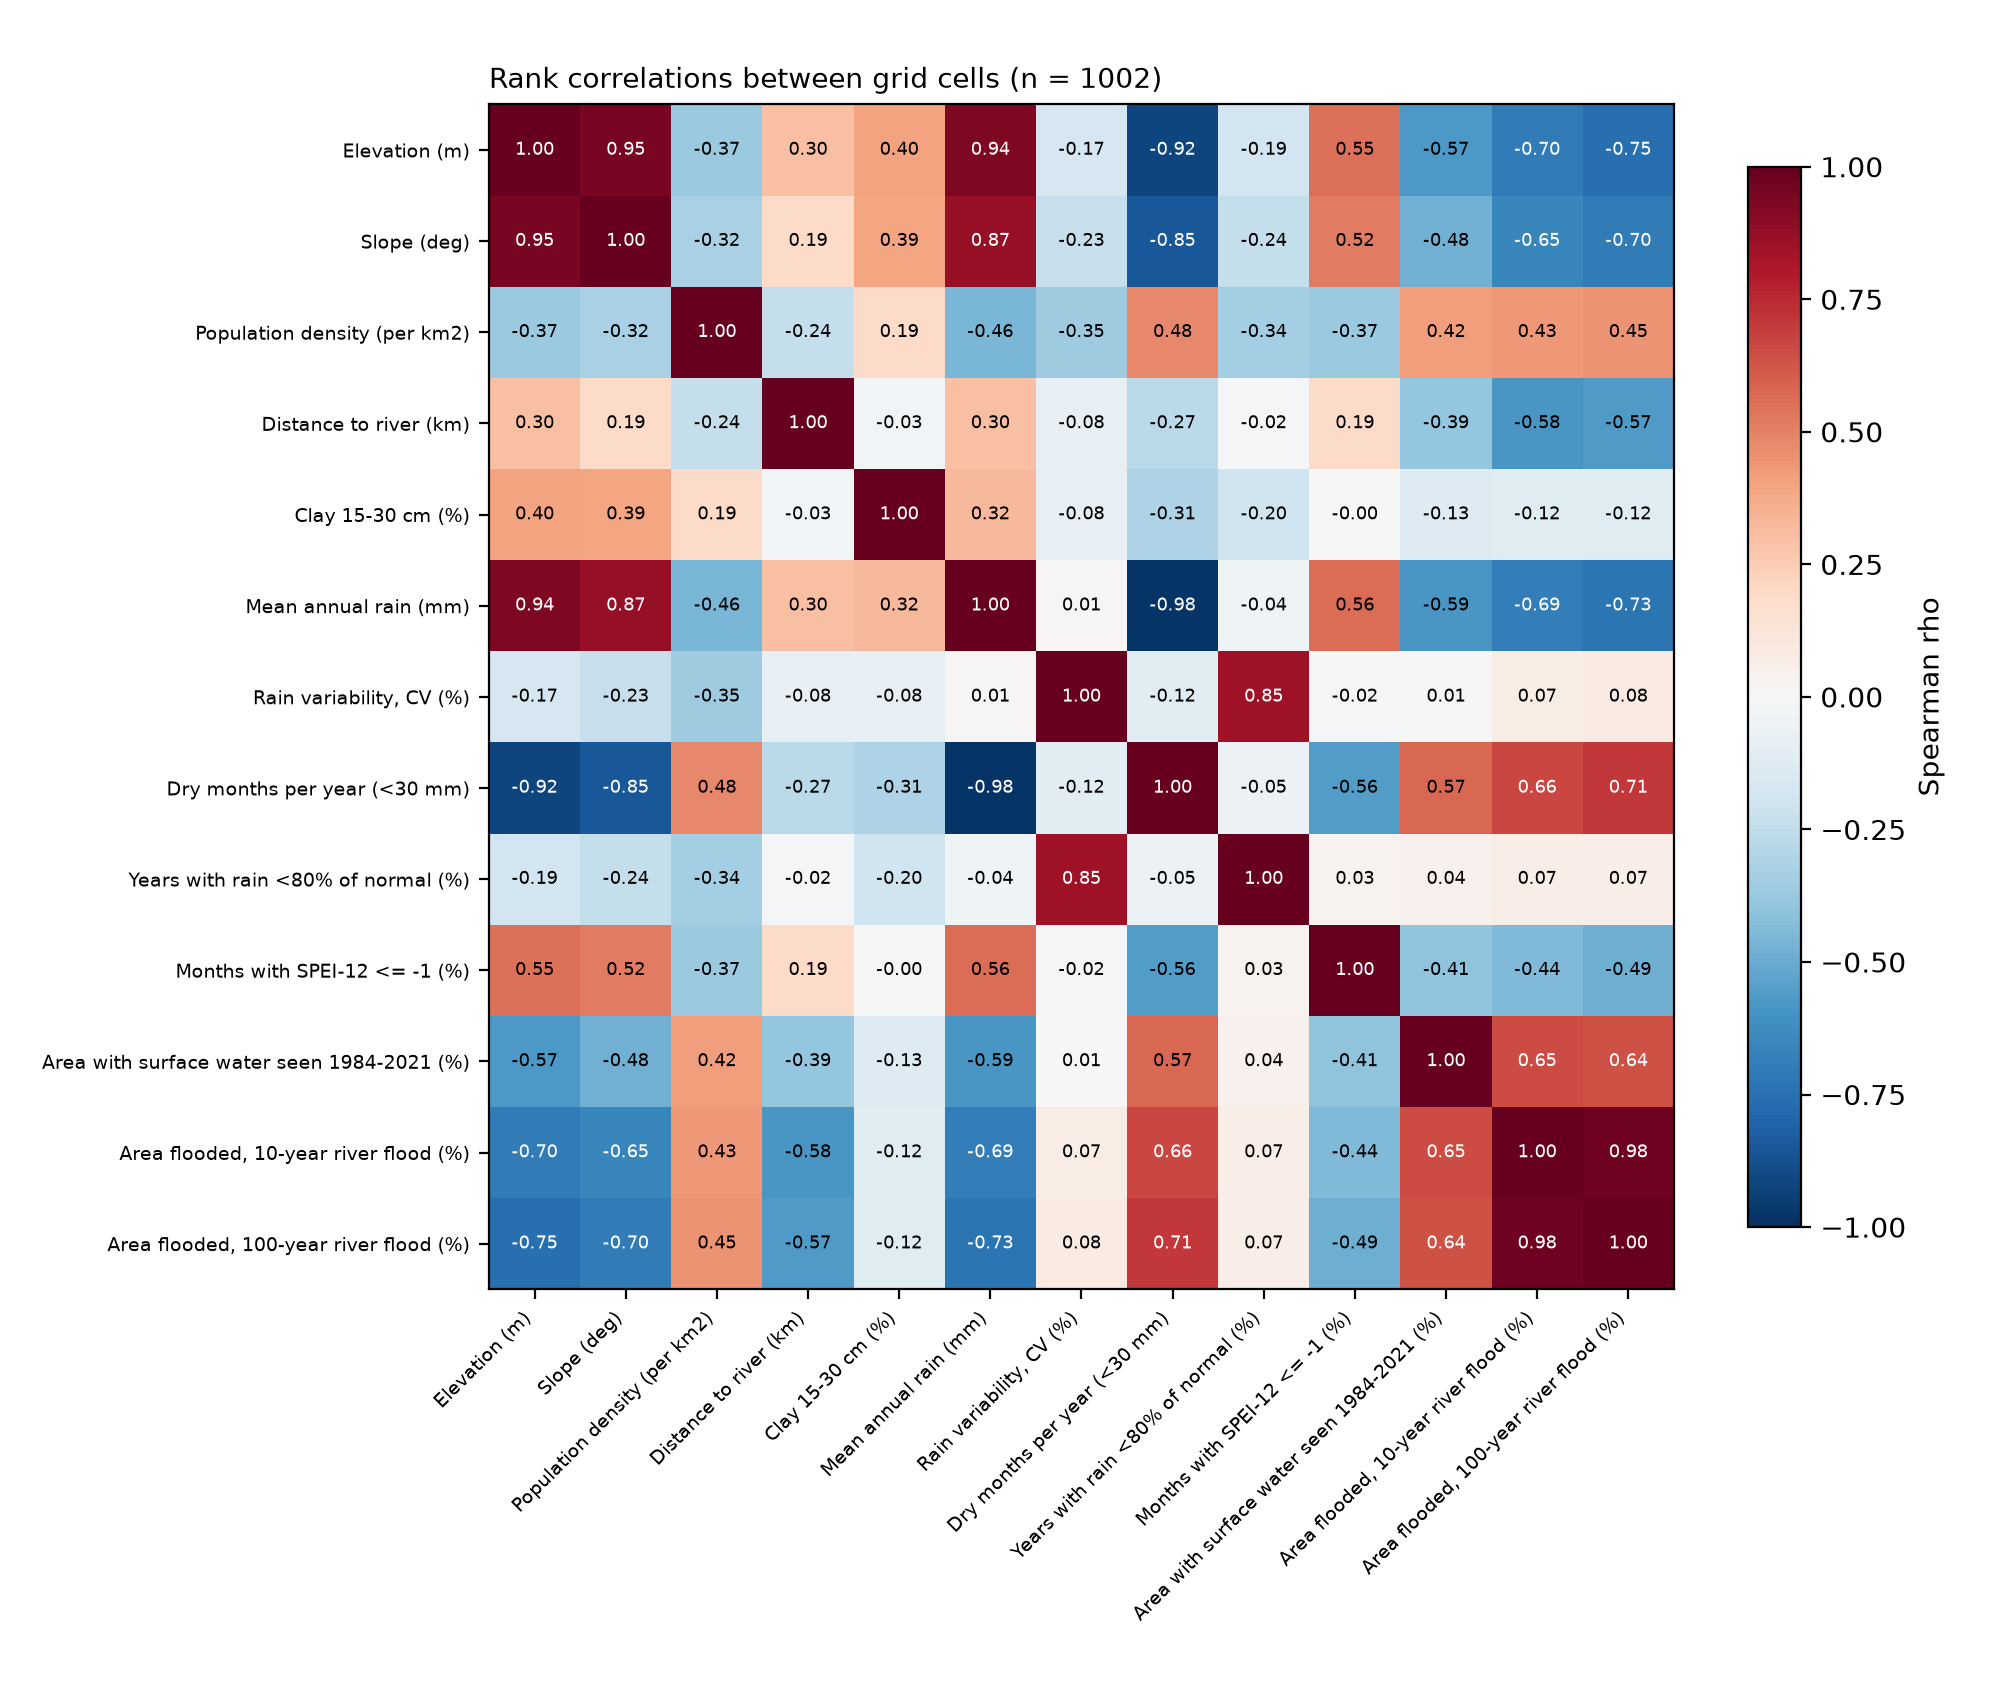 Rank correlations between grid cells (n = 1002)
Elevation (m) 1.00 0.95 -0.37 0.30 0.40 0.94 -0.17 -0.92 -0.19 0.55 -0.57 -0.70 -0.75
Slope (deg) 0.95 1.00 -0.32 0.19 0.39 0.87 -0.23 -0.85 -0.24 0.52 -0.48 -0.65 -0.70
Population density (per km2) -0.37 -0.32 1.00 -0.24 0.19 -0.46 -0.35 0.48 -0.34 -0.37 0.42 0.43 0.45
Distance to river (km) 0.30 0.19 -0.24 1.00 -0.03 0.30 -0.08 -0.27 -0.02 0.19 -0.39 -0.58 -0.57
Clay 15-30 cm (%) 0.40 0.39 0.19 -0.03 1.00 0.32 -0.08 -0.31 -0.20 -0.00 -0.13 -0.12 -0.12
Mean annual rain (mm) 0.94 0.87 -0.46 0.30 0.32 1.00 0.01 -0.98 -0.04 0.56 -0.59 -0.69 -0.73
Rain variability, CV (%) -0.17 -0.23 -0.35 -0.08 -0.08 0.01 1.00 -0.12 0.85 -0.02 0.01 0.07 0.08
Dry months per year (<30 mm) -0.92 -0.85 0.48 -0.27 -0.31 -0.98 -0.12 1.00 -0.05 -0.56 0.57 0.66 0.71
Years with rain <80% of normal (%) -0.19 -0.24 -0.34 -0.02 -0.20 -0.04 0.85 -0.05 1.00 0.03 0.04 0.07 0.07
Months with SPEI-12 <= -1 (%) 0.55 0.52 -0.37 0.19 -0.00 0.56 -0.02 -0.56 0.03 1.00 -0.41 -0.44 -0.49
Area with surface water seen 1984-2021 (%) -0.57 -0.48 0.42 -0.39 -0.13 -0.59 0.01 0.57 0.04 -0.41 1.00 0.65 0.64
Area flooded, 10-year river flood (%) -0.70 -0.65 0.43 -0.58 -0.12 -0.69 0.07 0.66 0.07 -0.44 0.65 1.00 0.98
Area flooded, 100-year river flood (%) -0.75 -0.70 0.45 -0.57 -0.12 -0.73 0.08 0.71 0.07 -0.49 0.64 0.98 1.00
Elevation (m)
Slope (deg)
Population density (per km2)
Distance to river (km)
Clay 15-30 cm (%)
Mean annual rain (mm)
Rain variability, CV (%)
Dry months per year (<30 mm)
Years with rain <80% of normal (%)
Months with SPEI-12 <= -1 (%)
Area with surface water seen 1984-2021 (%)
Area flooded, 10-year river flood (%)
Area flooded, 100-year river flood (%)
1.00
0.75
0.50
0.25
0.00
−0.25
−0.50
−0.75
−1.00
Spearman rho